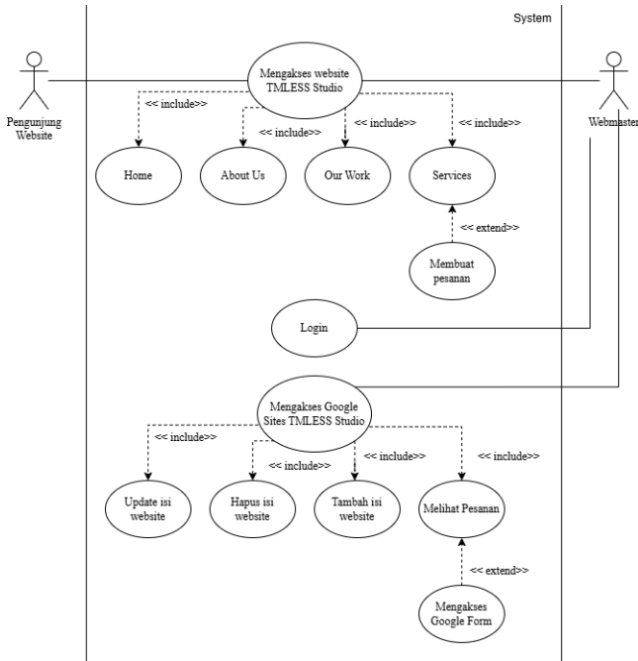 System
Mengakses website
TMLESS Studio
Pengunjung
Website
Webmaster
<< include>>
<< include>>
<< include>>
<< include>>
Home
About Us
Our Work
Services
<< extend>>
Membuat
pesanan
Login
Mengakses Google
Sites TMLESS Studio
<< include>>
<< include>>
<< include>>
<< include>>
Update isi
website
Hapus isi
website
Tambah isi
website
Melihat Pesanan
<< extend>>
Mengakses
Google Form